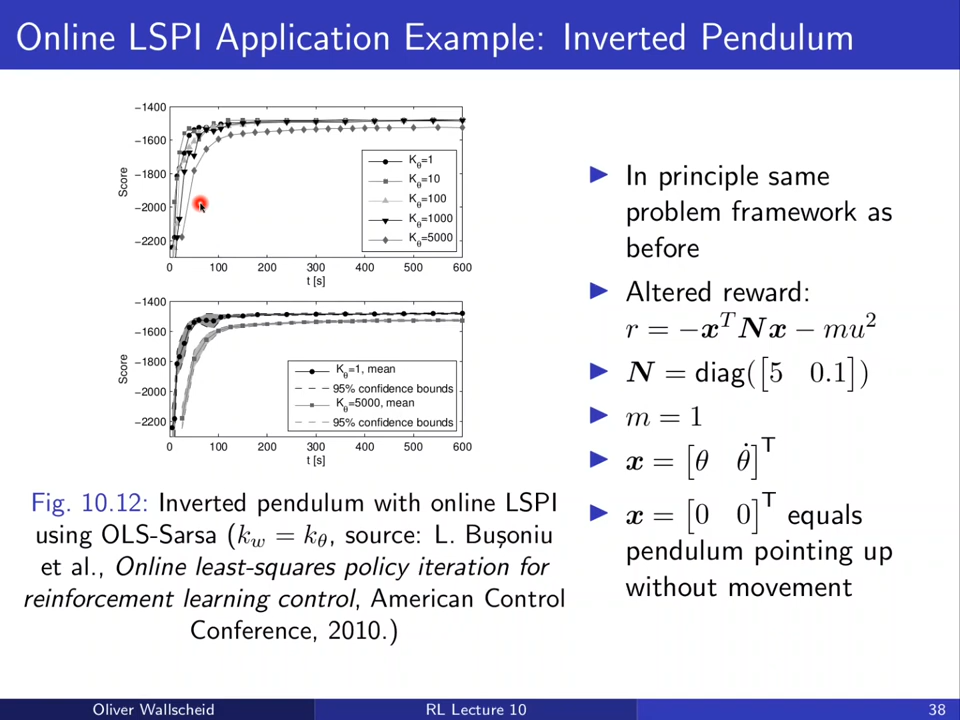 Online LSPI Application Example: Inverted Pendulum
−1400
−1600
−1800
−2000
−2200
Score
0 100 200 300 400 500 600
t [s]
Kθ=1
Kθ=10
Kθ=100
Kθ=1000
Kθ=5000
−1400
−1600
−1800
−2000
−2200
Score
0 100 200 300 400 500 600
t [s]
Kθ=1, mean
95% confidence bounds
Kθ=5000, mean
95% confidence bounds
Fig. 10.12: Inverted pendulum with online LSPI
using OLS-Sarsa (kw = kθ, source: L. Buşoniu
et al., Online least-squares policy iteration for
reinforcement learning control, American Control
Conference, 2010.)
▶ In principle same
problem framework as
before
▶ Altered reward:
r = −xᵀNx − mu²
▶ N = diag([5 0.1])
▶ m = 1
▶ x = [θ θ̇]ᵀ
▶ x = [0 0]ᵀ equals
pendulum pointing up
without movement
Oliver Wallscheid
RL Lecture 10
38